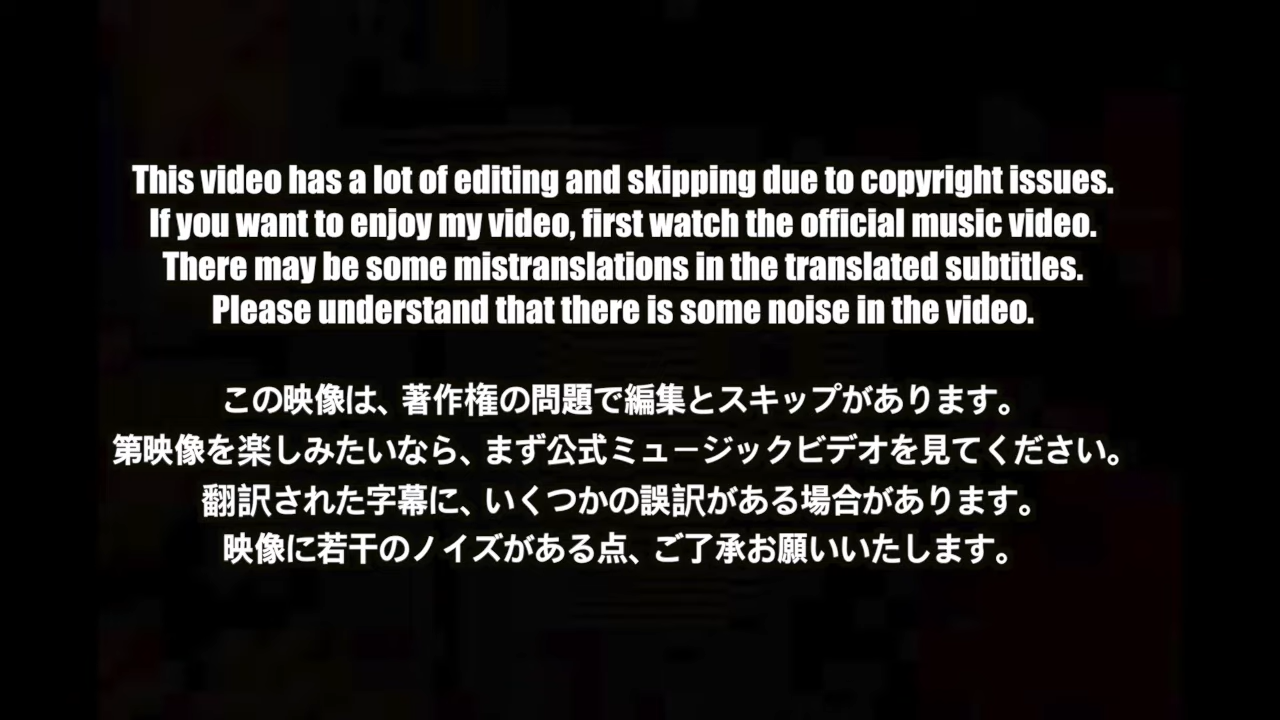 This video has a lot of editing and skipping due to copyright issues.
If you want to enjoy my video, first watch the official music video.
There may be some mistranslations in the translated subtitles.
Please understand that there is some noise in the video.
この映像は、著作権の問題で編集とスキップがあります。
第映像を楽しみたいなら、まず公式ミュージックビデオを見てください。
翻訳された字幕に、いくつかの誤訳がある場合があります。
映像に若干のノイズがある点、ご了承お願いいたします。